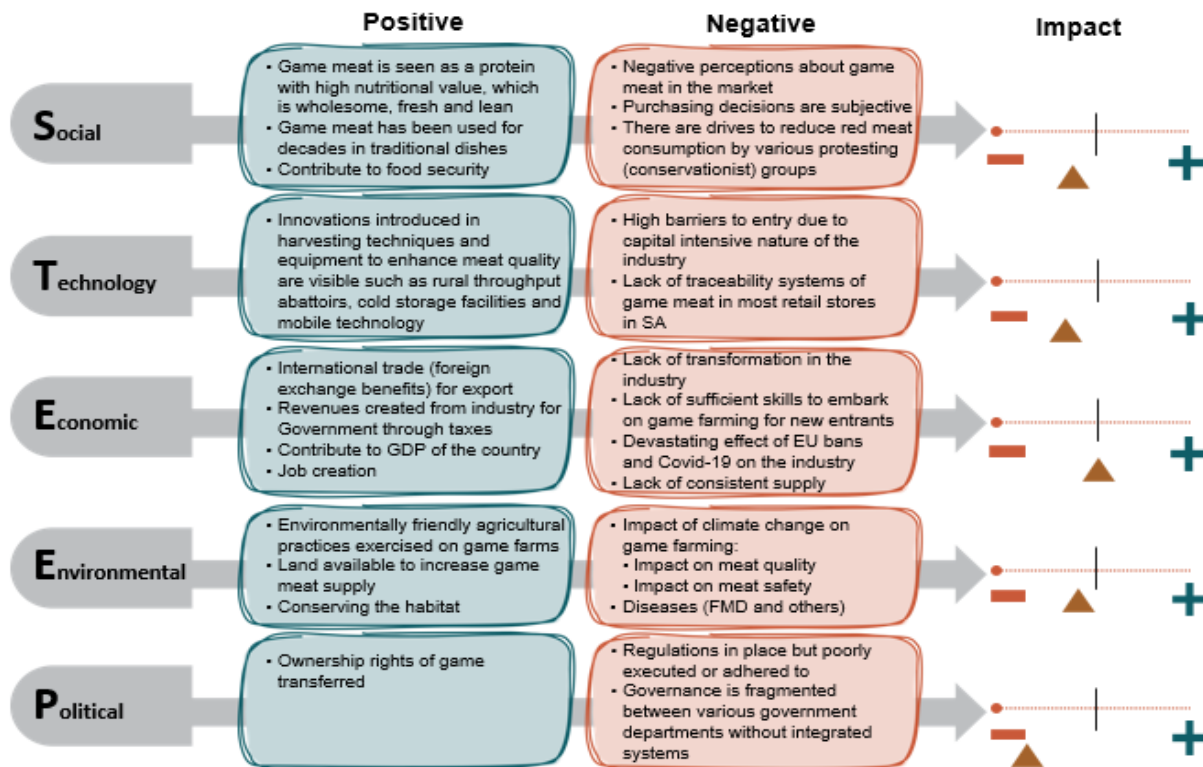 Positive
Negative
Impact
Social
• Game meat is seen as a protein
with high nutritional value, which
is wholesome, fresh and lean
• Game meat has been used for
decades in traditional dishes
• Contribute to food security
• Negative perceptions about game
meat in the market
• Purchasing decisions are subjective
• There are drives to reduce red meat
consumption by various protesting
(conservationist) groups
Technology
• Innovations introduced in
harvesting techniques and
equipment to enhance meat quality
are visible such as rural throughput
abattoirs, cold storage facilities and
mobile technology
• High barriers to entry due to
capital intensive nature of the
industry
• Lack of traceability systems of
game meat in most retail stores
in SA
Economic
• International trade (foreign
exchange benefits) for export
• Revenues created from industry for
Government through taxes
• Contribute to GDP of the country
• Job creation
• Lack of transformation in the
industry
• Lack of sufficient skills to embark
on game farming for new entrants
• Devastating effect of EU bans
and Covid-19 on the industry
• Lack of consistent supply
Environmental
• Environmentally friendly agricultural
practices exercised on game farms
• Land available to increase game
meat supply
• Conserving the habitat
• Impact of climate change on
game farming:
• Impact on meat quality
• Impact on meat safety
• Diseases (FMD and others)
Political
• Ownership rights of game
transferred
• Regulations in place but poorly
executed or adhered to
• Governance is fragmented
between various government
departments without integrated
systems